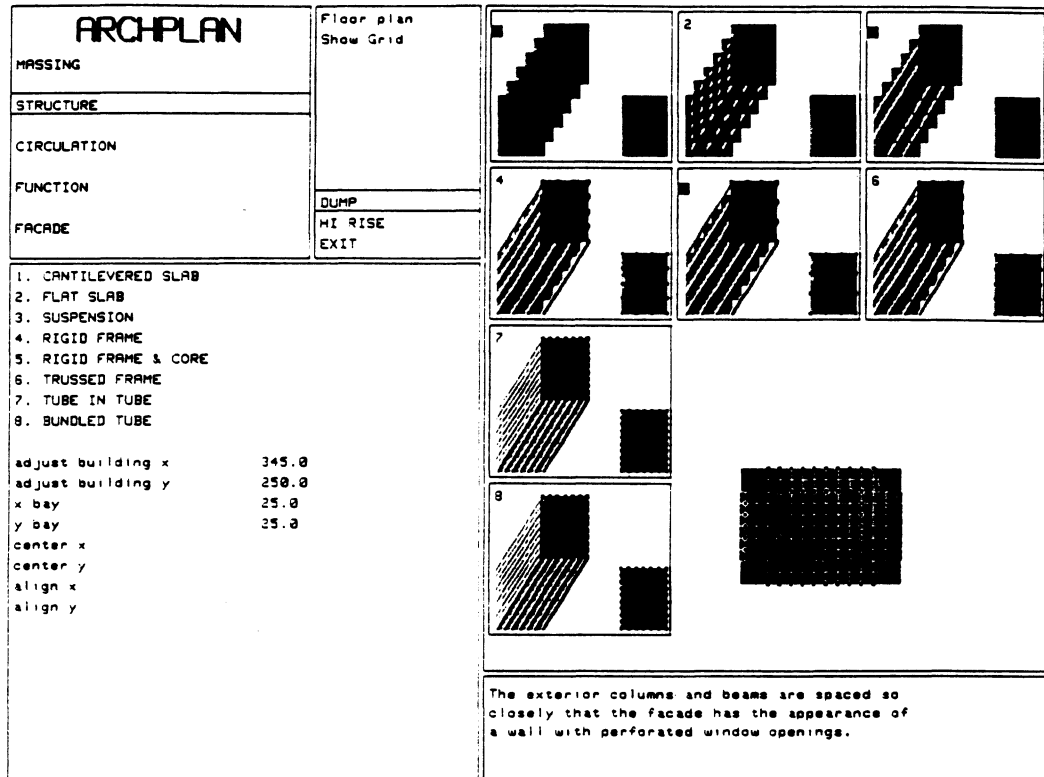 ARCHPLAN
MASSING
STRUCTURE
CIRCULATION
FUNCTION
FACADE
Floor plan
Show Grid
DUMP
HI RISE
EXIT
1. CANTILEVERED SLAB
2. FLAT SLAB
3. SUSPENSION
4. RIGID FRAME
5. RIGID FRAME & CORE
6. TRUSSED FRAME
7. TUBE IN TUBE
8. BUNDLED TUBE
adjust building x 345.0
adjust building y 250.0
x bay 25.0
y bay 25.0
center x
center y
align x
align y
2
4
6
7
8
The exterior columns and beams are spaced so
closely that the facade has the appearance of
a wall with perforated window openings.